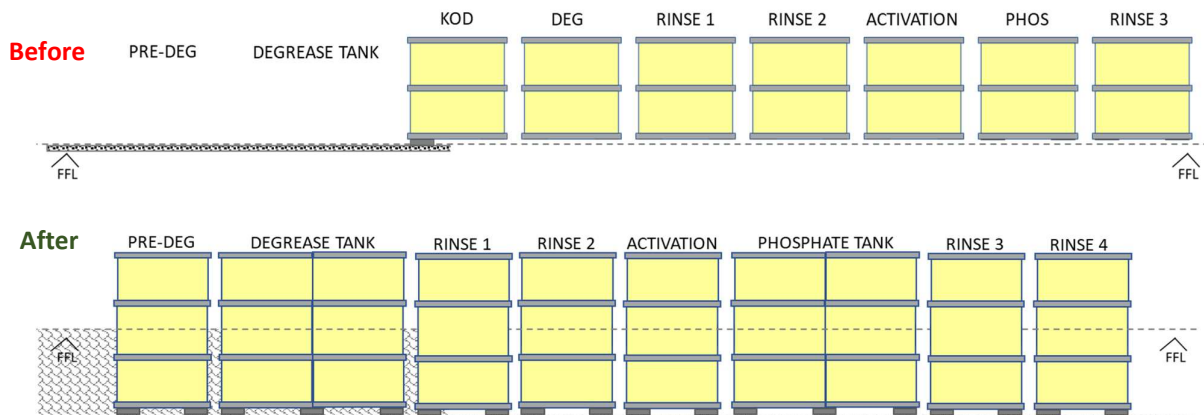 KOD DEG RINSE 1 RINSE 2 ACTIVATION PHOS RINSE 3
Before PRE-DEG DEGREASE TANK
FFL FFL
After PRE-DEG DEGREASE TANK RINSE 1 RINSE 2 ACTIVATION PHOSPHATE TANK RINSE 3 RINSE 4
FFL FFL